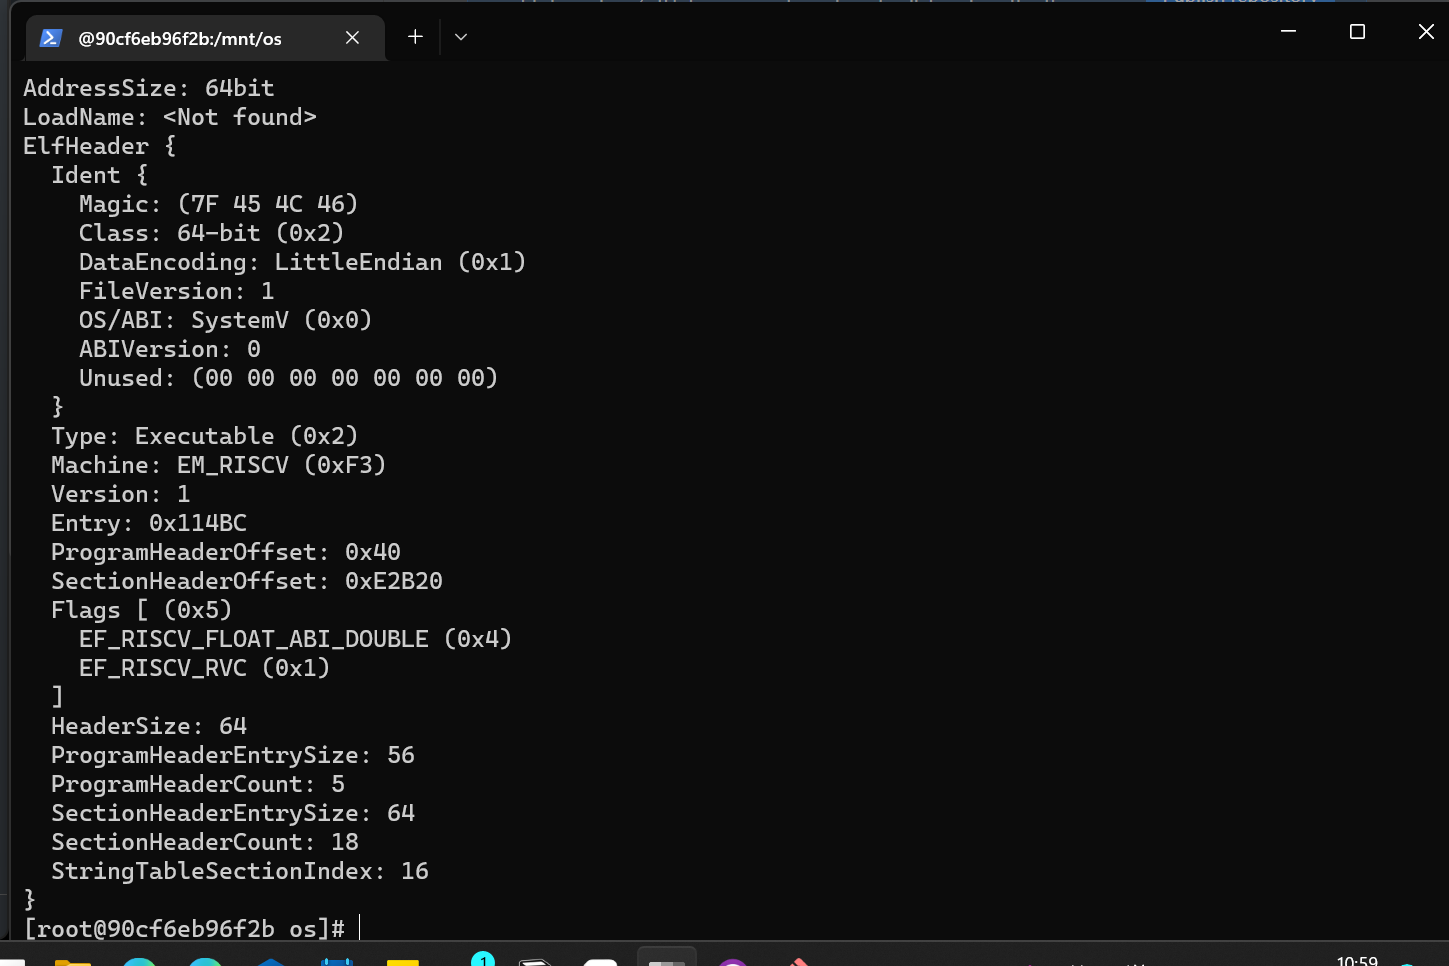 @90cf6eb96f2b:/mnt/os
AddressSize: 64bit
LoadName: <Not found>
ElfHeader {
  Ident {
    Magic: (7F 45 4C 46)
    Class: 64-bit (0x2)
    DataEncoding: LittleEndian (0x1)
    FileVersion: 1
    OS/ABI: SystemV (0x0)
    ABIVersion: 0
    Unused: (00 00 00 00 00 00 00)
  }
  Type: Executable (0x2)
  Machine: EM_RISCV (0xF3)
  Version: 1
  Entry: 0x114BC
  ProgramHeaderOffset: 0x40
  SectionHeaderOffset: 0xE2B20
  Flags [ (0x5)
    EF_RISCV_FLOAT_ABI_DOUBLE (0x4)
    EF_RISCV_RVC (0x1)
  ]
  HeaderSize: 64
  ProgramHeaderEntrySize: 56
  ProgramHeaderCount: 5
  SectionHeaderEntrySize: 64
  SectionHeaderCount: 18
  StringTableSectionIndex: 16
}
[root@90cf6eb96f2b os]#
1
10:59